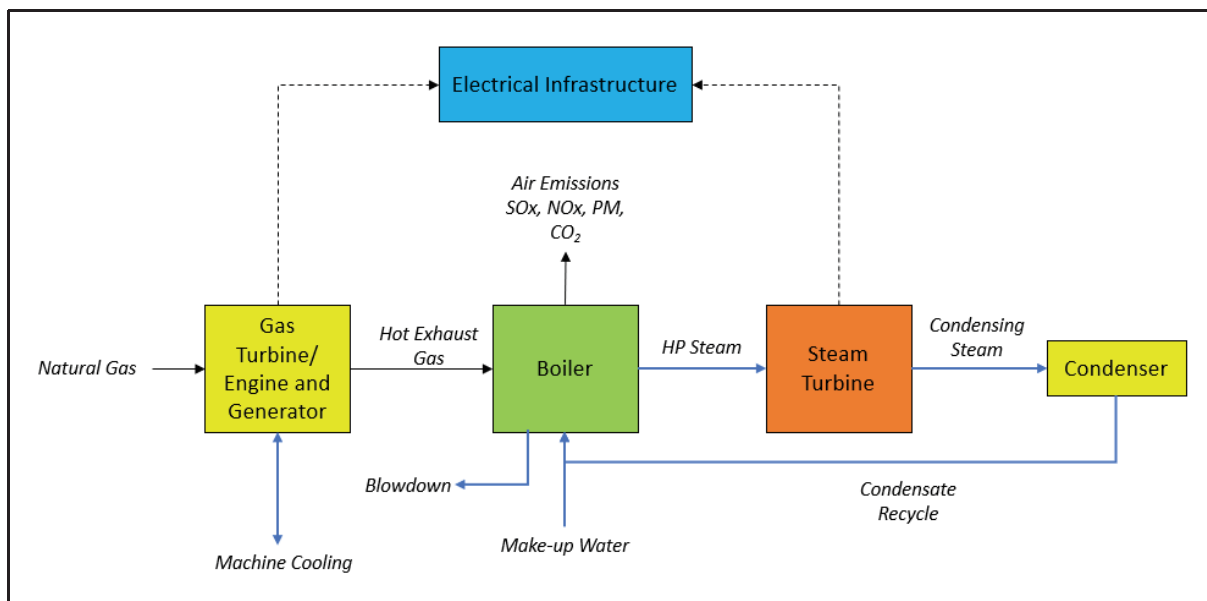 Electrical Infrastructure
Air Emissions
SOx, NOx, PM,
CO₂
Natural Gas
Gas
Turbine/
Engine and
Generator
Hot Exhaust
Gas
Boiler
HP Steam
Steam
Turbine
Condensing
Steam
Condenser
Blowdown
Condensate
Recycle
Machine Cooling
Make-up Water